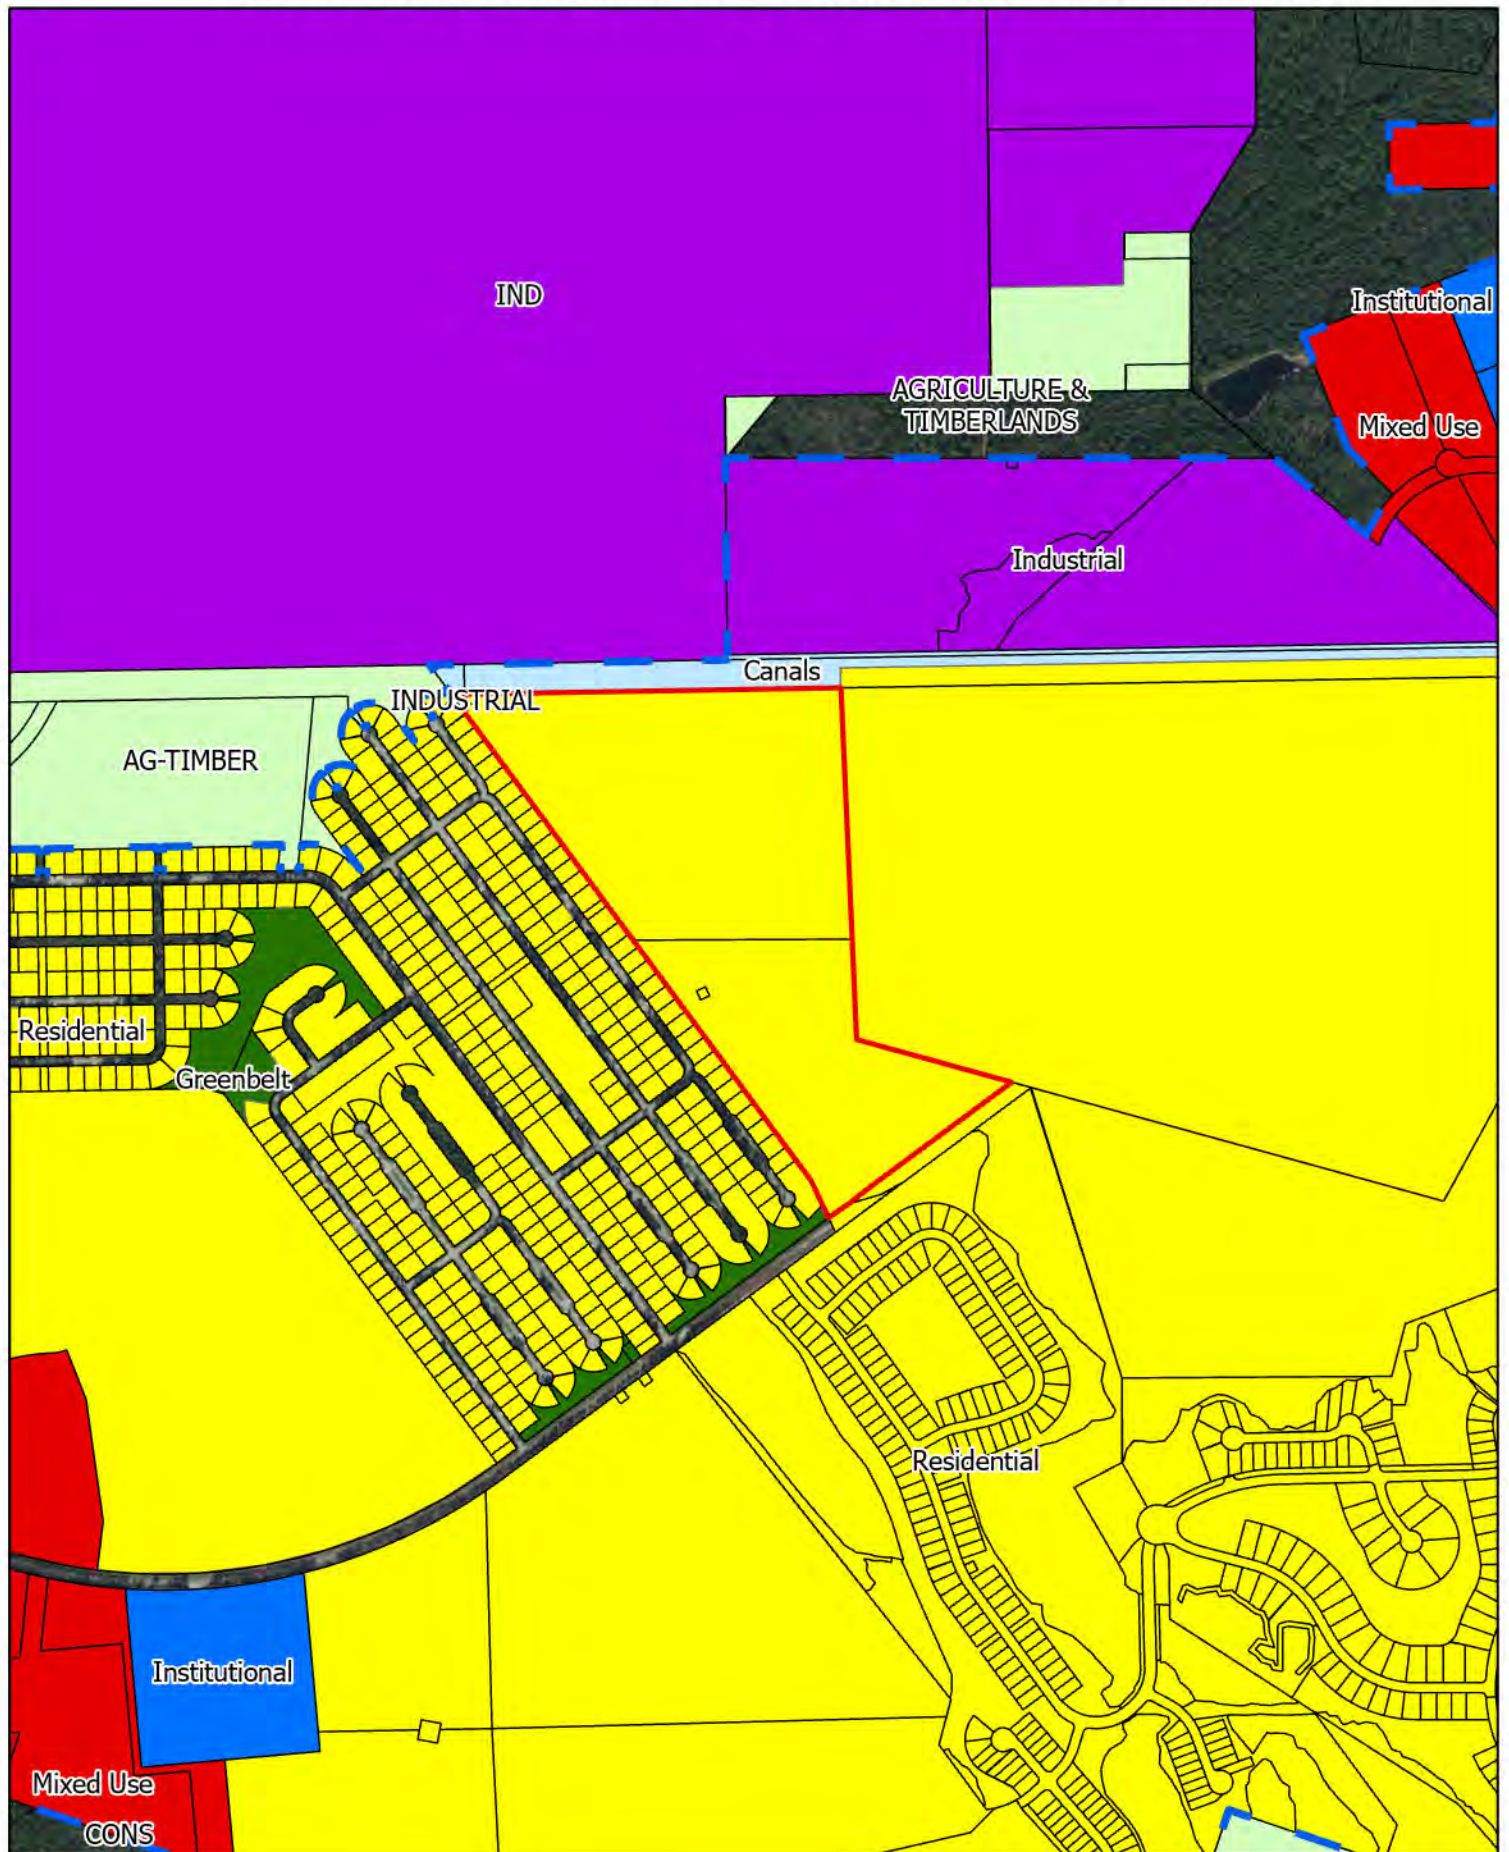 IND
Institutional
AGRICULTURE &
TIMBERLANDS
Mixed Use
Industrial
Canals
INDUSTRIAL
AG-TIMBER
Residential
Greenbelt
Residential
Institutional
Mixed Use
CONS